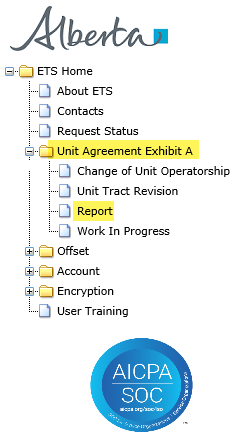 Alberta
ETS Home
About ETS
Contacts
Request Status
Unit Agreement Exhibit A
Change of Unit Operatorship
Unit Tract Revision
Report
Work In Progress
Offset
Account
Encryption
User Training
AICPA
SOC
aicpa.org/soc4so
TM